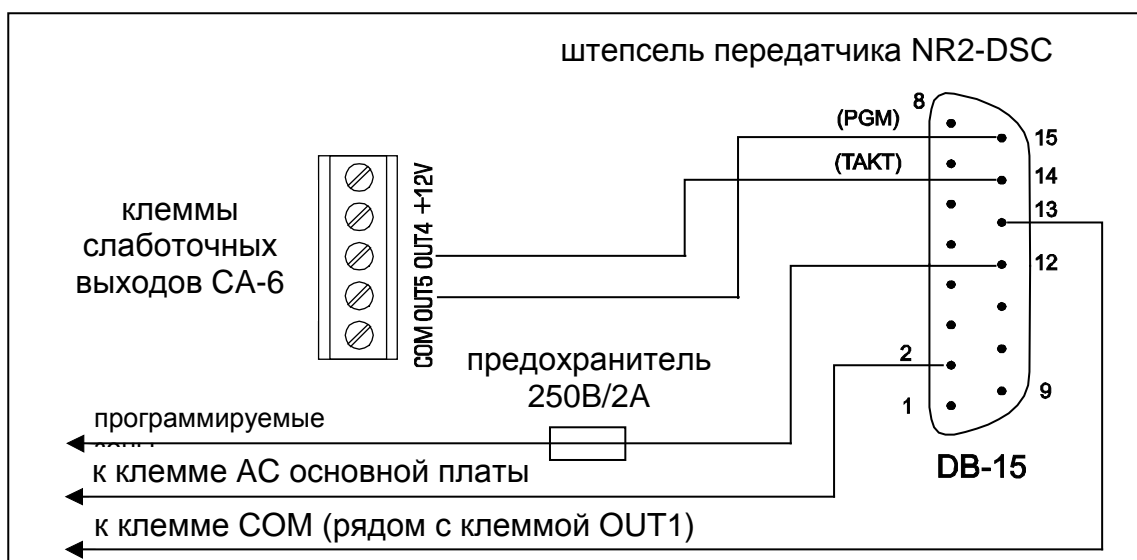 штепсель передатчика NR2-DSC
8
(PGM)
15
(TAKT)
14
13
12
2
1
9
DB-15
клеммы
слаботочных
выходов CA-6
COM OUT5 OUT4 +12V
предохранитель
250В/2А
программируемые
к клемме AC основной платы
к клемме COM (рядом с клеммой OUT1)